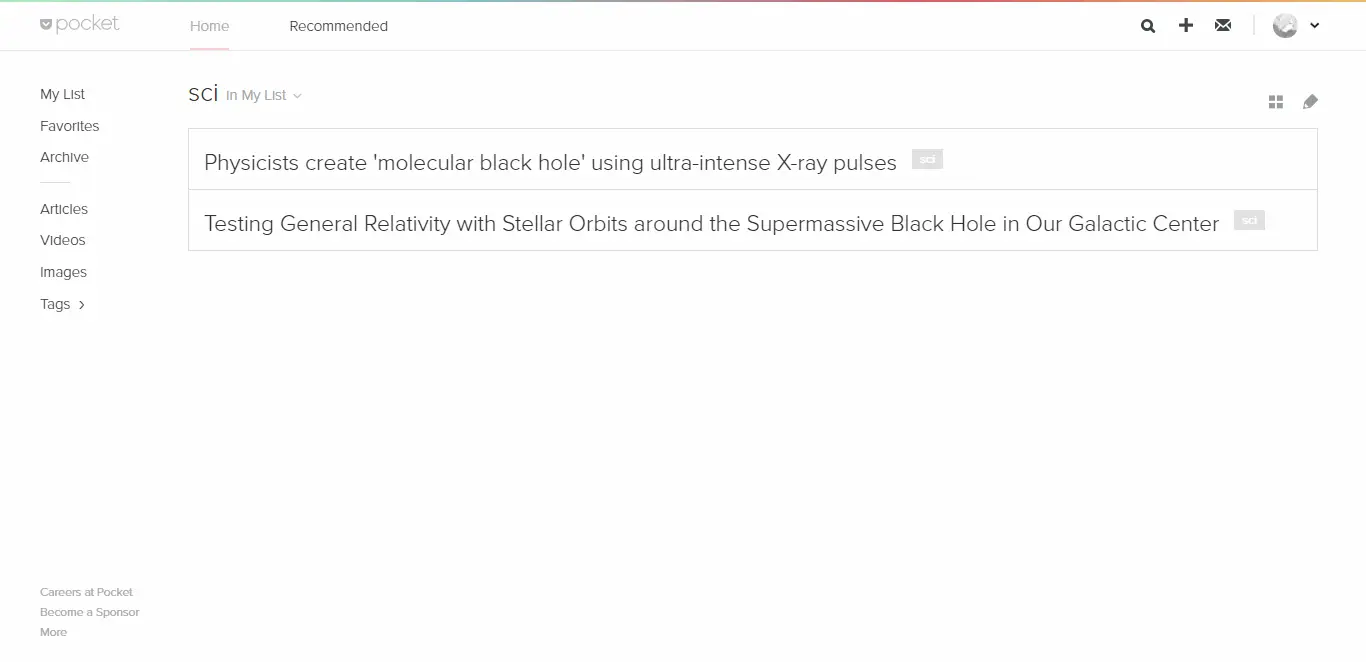 pocket
Home Recommended
My List
Favorites
Archive
Articles
Videos
Images
Tags
sci in My List
Physicists create 'molecular black hole' using ultra-intense X-ray pulses sci
Testing General Relativity with Stellar Orbits around the Supermassive Black Hole in Our Galactic Center sci
Careers at Pocket
Become a Sponsor
More